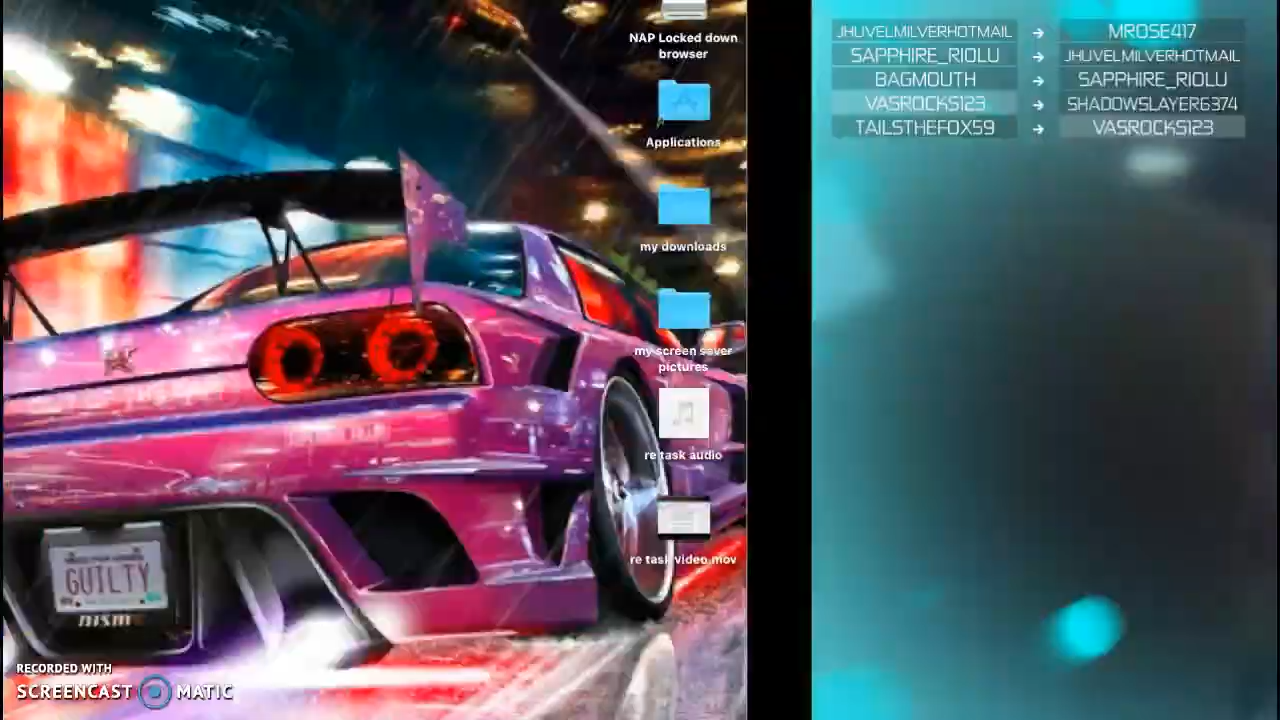 NAP Locked down
browser
Applications
my downloads
my screen saver
pictures
re task audio
re task video.mov
GUILTY
RECORDED WITH
SCREENCAST MATIC
JHUVELMILVERHOTMAIL → MROSE417
SAPPHIRE_RIOLU → JHUVELMILVERHOTMAIL
BAGMOUTH → SAPPHIRE_RIOLU
VASROCKS123 → SHADOWSLAYER6374
TAILSTHEFOX59 → VASROCKS123